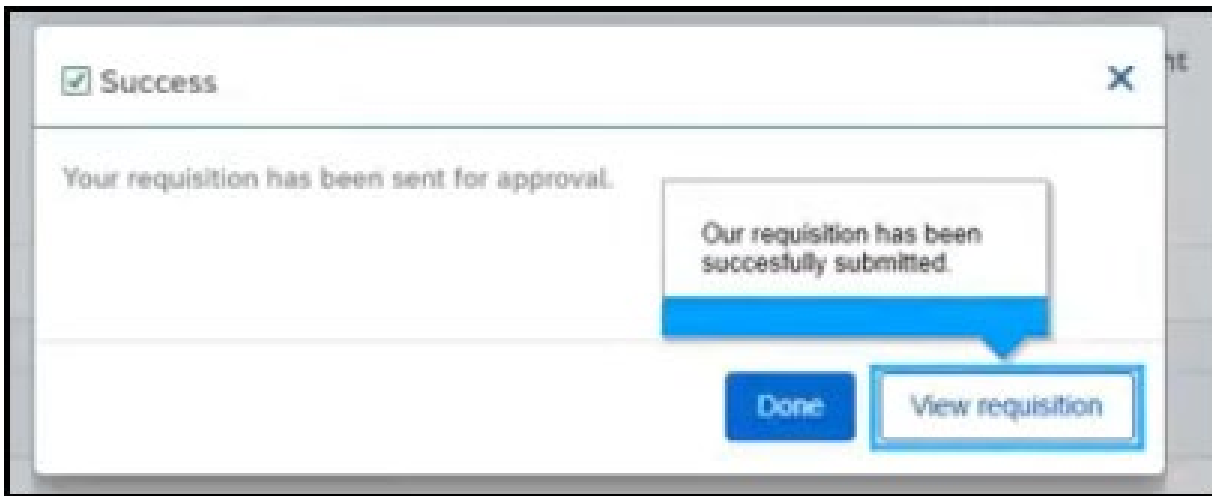 Success
Your requisition has been sent for approval.
Our requisition has been
succesfully submitted.
Done
View requisition